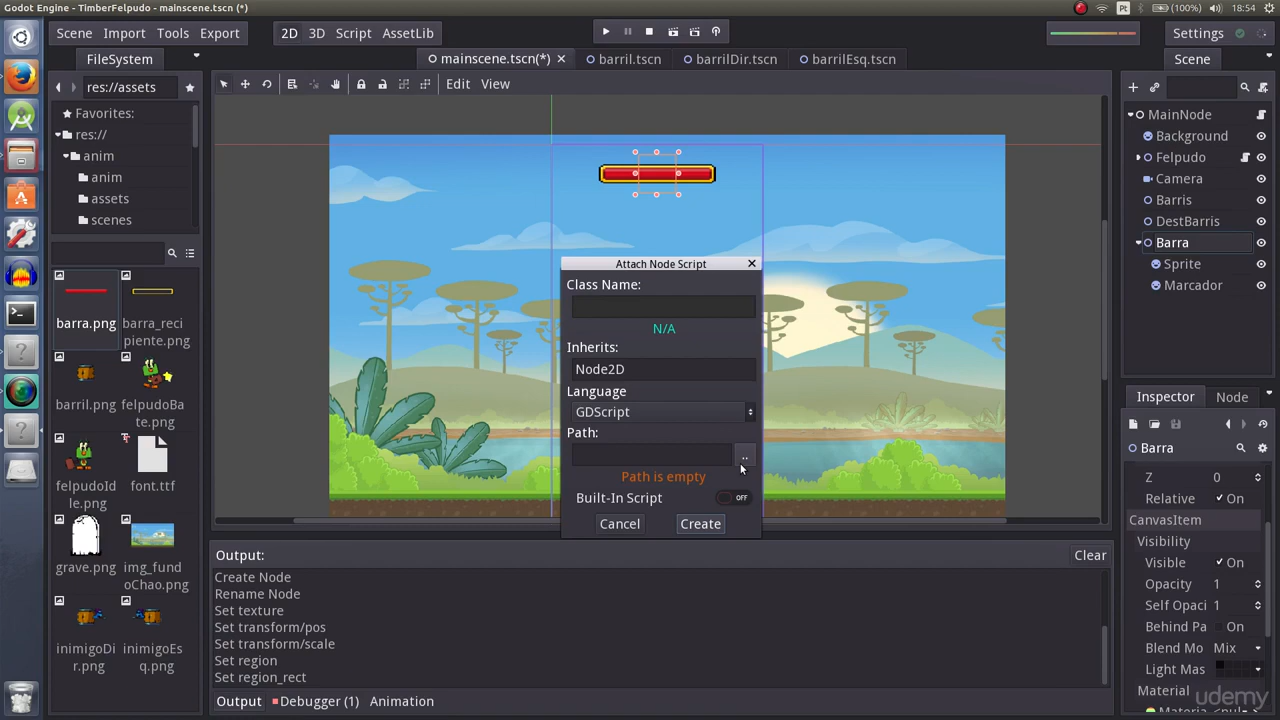 Godot Engine - TimberFelpudo - mainscene.tscn (*)
Pt
(100%)
18:54
Scene
Import
Tools
Export
2D
3D
Script
AssetLib
Settings
FileSystem
mainscene.tscn(*)
barril.tscn
barrilDir.tscn
barrilEsq.tscn
Scene
res://assets
Edit
View
Favorites:
res://
anim
anim
assets
scenes
MainNode
Background
Felpudo
Camera
Barris
DestBarris
Barra
Sprite
Marcador
barra.png
barra_reci
piente.png
barril.png
felpudoBa
te.png
felpudoId
le.png
font.ttf
grave.png
img_fund
oChao.png
inimigoDi
r.png
inimigoEs
q.png
Attach Node Script
Class Name:
N/A
Inherits:
Node2D
Language
GDScript
Path:
..
Path is empty
Built-In Script
OFF
Cancel
Create
Inspector
Node
Barra
Z
0
Relative
On
CanvasItem
Visibility
Visible
On
Opacity
1
Self Opaci
1
Behind Pa
On
Blend Mo
Mix
Light Mas
Material
Output:
Clear
Create Node
Rename Node
Set texture
Set transform/pos
Set transform/scale
Set region
Set region_rect
Output
Debugger (1)
Animation
udemy